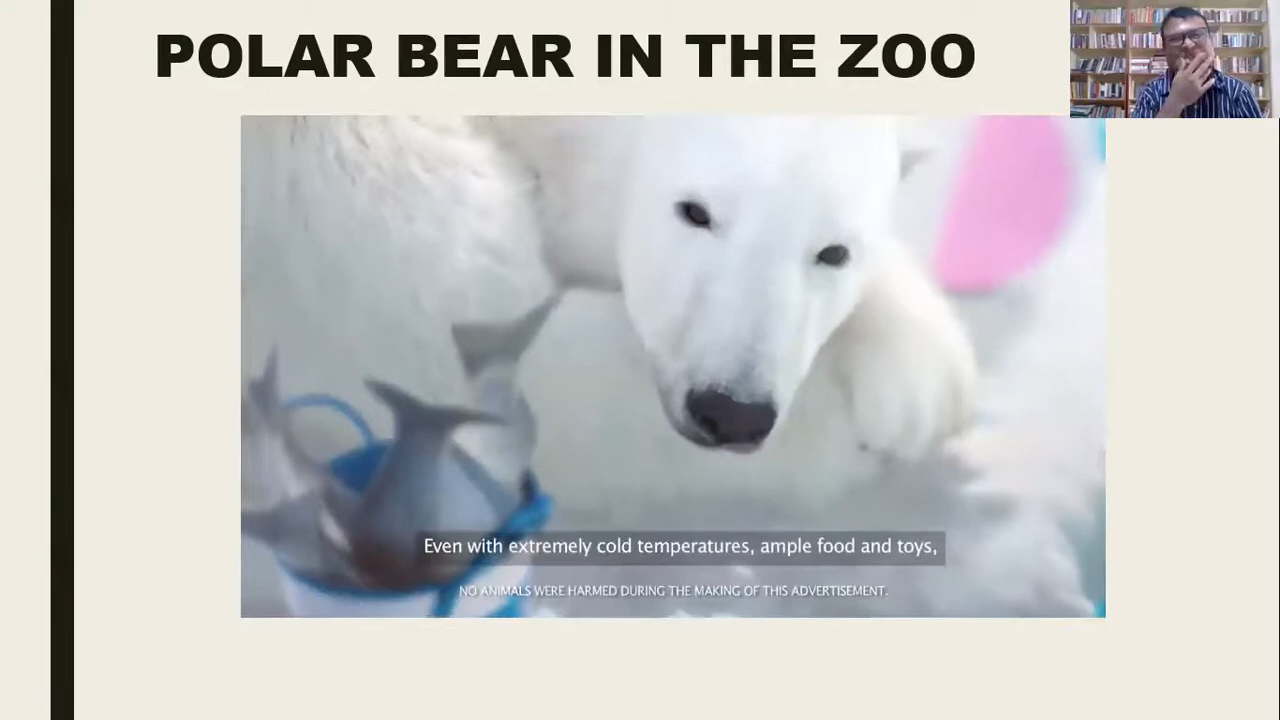 POLAR BEAR IN THE ZOO
Even with extremely cold temperatures, ample food and toys,
NO ANIMALS WERE HARMED DURING THE MAKING OF THIS ADVERTISEMENT.